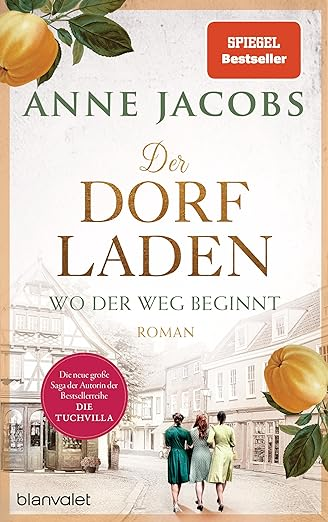 SPIEGEL
Bestseller
ANNE JACOBS
Der
DORF
LADEN
WO DER WEG BEGINNT
ROMAN
Die neue große
Saga der Autorin der
Bestsellerreihe
DIE
TUCHVILLA
blanvalet